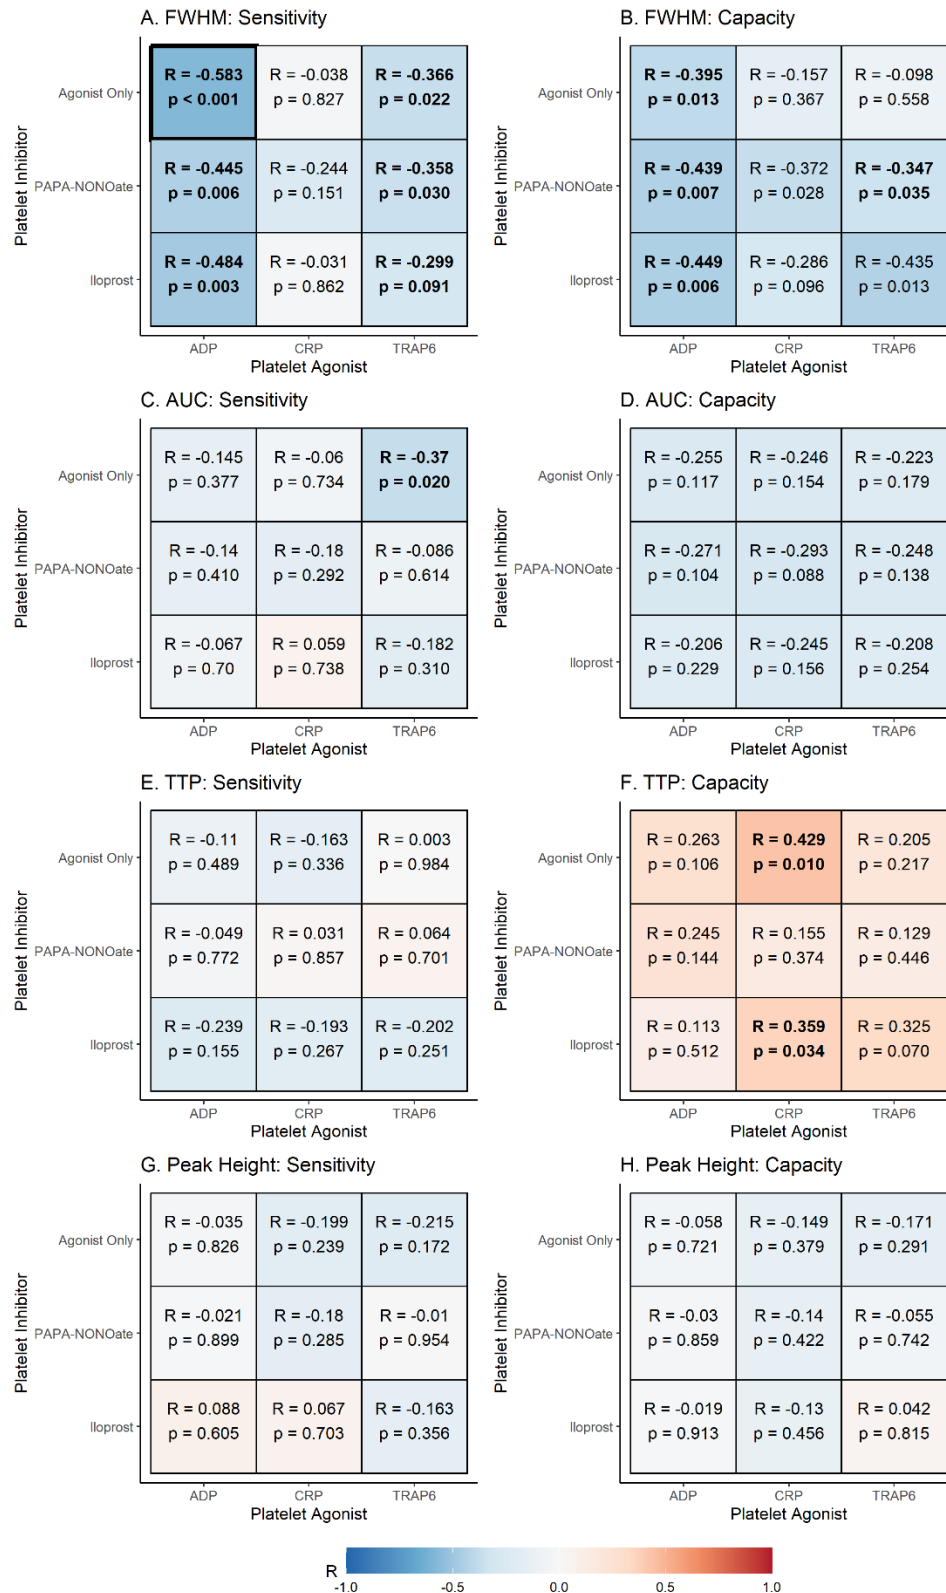 A. FWHM: Sensitivity
Platelet Inhibitor
Agonist Only
R = -0.583
p < 0.001
R = -0.038
p = 0.827
R = -0.366
p = 0.022
PAPA-NONOate
R = -0.445
p = 0.006
R = -0.244
p = 0.151
R = -0.358
p = 0.030
Iloprost
R = -0.484
p = 0.003
R = -0.031
p = 0.862
R = -0.299
p = 0.091
ADP
CRP
TRAP6
Platelet Agonist
B. FWHM: Capacity
Platelet Inhibitor
Agonist Only
R = -0.395
p = 0.013
R = -0.157
p = 0.367
R = -0.098
p = 0.558
PAPA-NONOate
R = -0.439
p = 0.007
R = -0.372
p = 0.028
R = -0.347
p = 0.035
Iloprost
R = -0.449
p = 0.006
R = -0.286
p = 0.096
R = -0.435
p = 0.013
ADP
CRP
TRAP6
Platelet Agonist
C. AUC: Sensitivity
Platelet Inhibitor
Agonist Only
R = -0.145
p = 0.377
R = -0.06
p = 0.734
R = -0.37
p = 0.020
PAPA-NONOate
R = -0.14
p = 0.410
R = -0.18
p = 0.292
R = -0.086
p = 0.614
Iloprost
R = -0.067
p = 0.70
R = 0.059
p = 0.738
R = -0.182
p = 0.310
ADP
CRP
TRAP6
Platelet Agonist
D. AUC: Capacity
Platelet Inhibitor
Agonist Only
R = -0.255
p = 0.117
R = -0.246
p = 0.154
R = -0.223
p = 0.179
PAPA-NONOate
R = -0.271
p = 0.104
R = -0.293
p = 0.088
R = -0.248
p = 0.138
Iloprost
R = -0.206
p = 0.229
R = -0.245
p = 0.156
R = -0.208
p = 0.254
ADP
CRP
TRAP6
Platelet Agonist
E. TTP: Sensitivity
Platelet Inhibitor
Agonist Only
R = -0.11
p = 0.489
R = -0.163
p = 0.336
R = 0.003
p = 0.984
PAPA-NONOate
R = -0.049
p = 0.772
R = 0.031
p = 0.857
R = 0.064
p = 0.701
Iloprost
R = -0.239
p = 0.155
R = -0.193
p = 0.267
R = -0.202
p = 0.251
ADP
CRP
TRAP6
Platelet Agonist
F. TTP: Capacity
Platelet Inhibitor
Agonist Only
R = 0.263
p = 0.106
R = 0.429
p = 0.010
R = 0.205
p = 0.217
PAPA-NONOate
R = 0.245
p = 0.144
R = 0.155
p = 0.374
R = 0.129
p = 0.446
Iloprost
R = 0.113
p = 0.512
R = 0.359
p = 0.034
R = 0.325
p = 0.070
ADP
CRP
TRAP6
Platelet Agonist
G. Peak Height: Sensitivity
Platelet Inhibitor
Agonist Only
R = -0.035
p = 0.826
R = -0.199
p = 0.239
R = -0.215
p = 0.172
PAPA-NONOate
R = -0.021
p = 0.899
R = -0.18
p = 0.285
R = -0.01
p = 0.954
Iloprost
R = 0.088
p = 0.605
R = 0.067
p = 0.703
R = -0.163
p = 0.356
ADP
CRP
TRAP6
Platelet Agonist
H. Peak Height: Capacity
Platelet Inhibitor
Agonist Only
R = -0.058
p = 0.721
R = -0.149
p = 0.379
R = -0.171
p = 0.291
PAPA-NONOate
R = -0.03
p = 0.859
R = -0.14
p = 0.422
R = -0.055
p = 0.742
Iloprost
R = -0.019
p = 0.913
R = -0.13
p = 0.456
R = 0.042
p = 0.815
ADP
CRP
TRAP6
Platelet Agonist
R
-1.0
-0.5
0.0
0.5
1.0